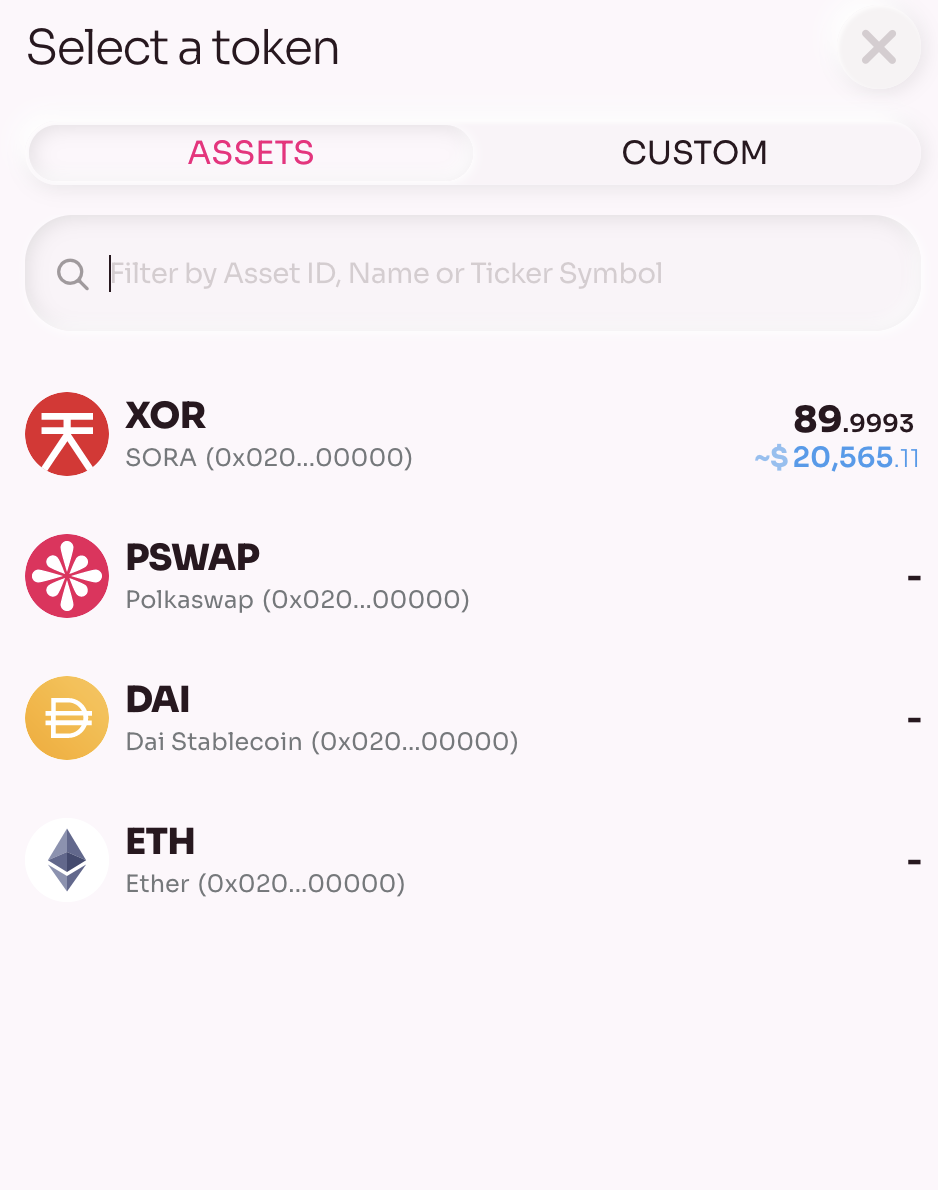 Select a token
ASSETS CUSTOM
Filter by Asset ID, Name or Ticker Symbol
XOR 89.9993
SORA (0x020...00000) ~$ 20,565.11
PSWAP -
Polkaswap (0x020...00000)
DAI -
Dai Stablecoin (0x020...00000)
ETH -
Ether (0x020...00000)